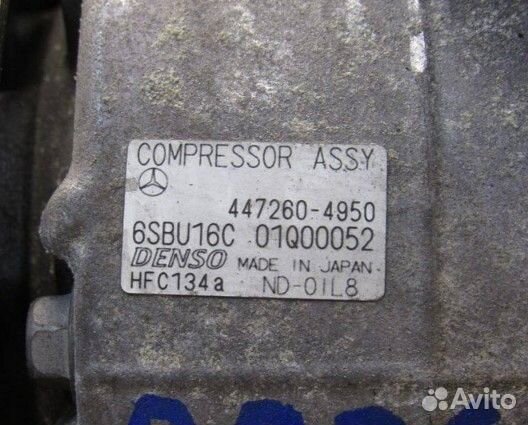 COMPRESSOR ASSY
447260-4950
6SBU16C 01Q00052
DENSO MADE IN JAPAN
HFC134a ND-OIL8
Avito